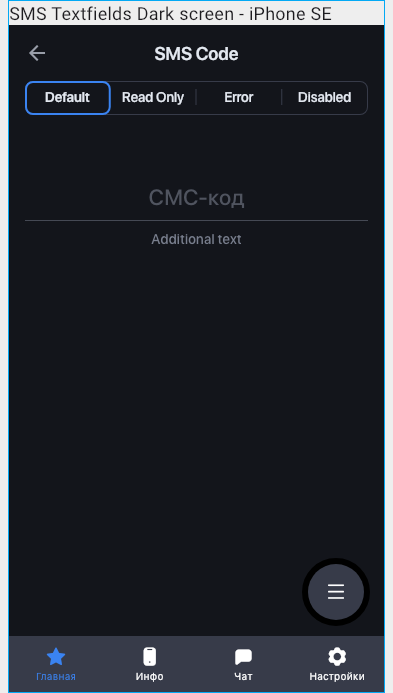 SMS Textfields Dark screen - iPhone SE
SMS Code
Default Read Only Error Disabled
СМС-код
Additional text
Главная Инфо Чат Настройки